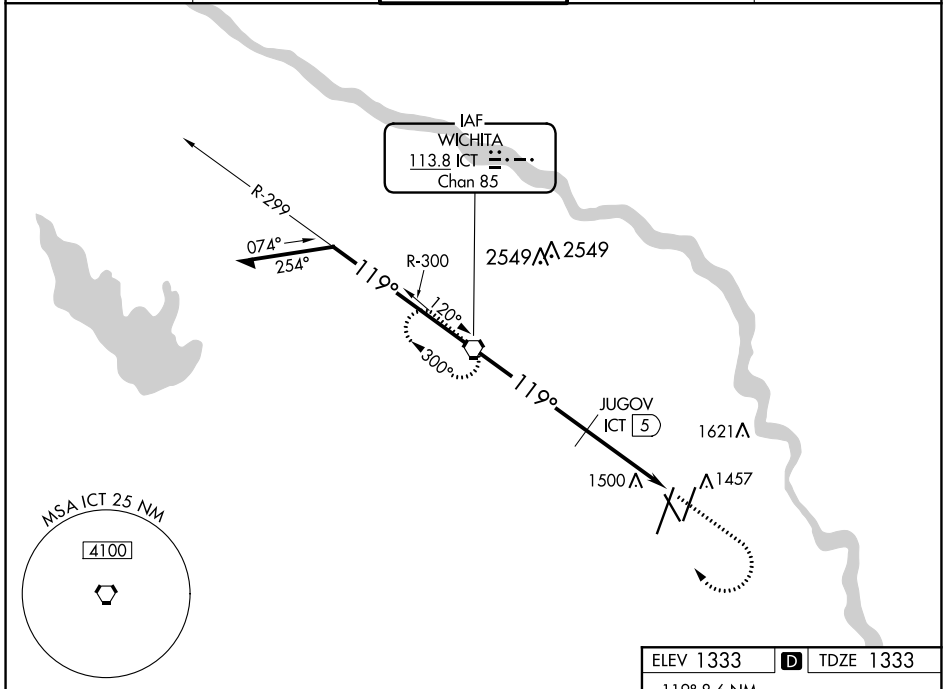 IAF
WICHITA
113.8 ICT
Chan 85
R-299
074°
254°
119°
R-300
120°
300°
2549 2549
119°
JUGOV
ICT 5
1621
1500
1457
MSA ICT 25 NM
4100
ELEV 1333 D TDZE 1333